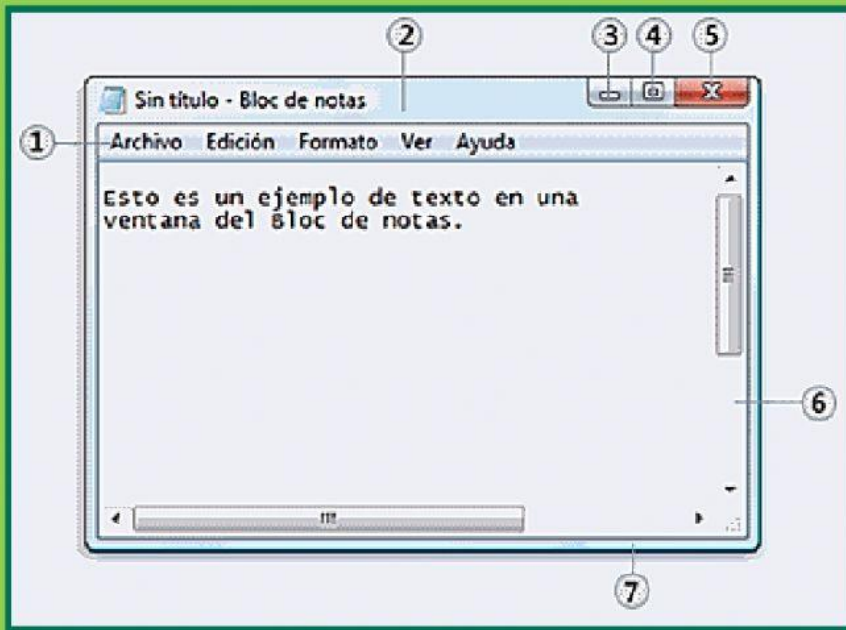 2 3 4 5
Sin título - Bloc de notas
1
Archivo Edición Formato Ver Ayuda
Esto es un ejemplo de texto en una
ventana del Bloc de notas.
6
7